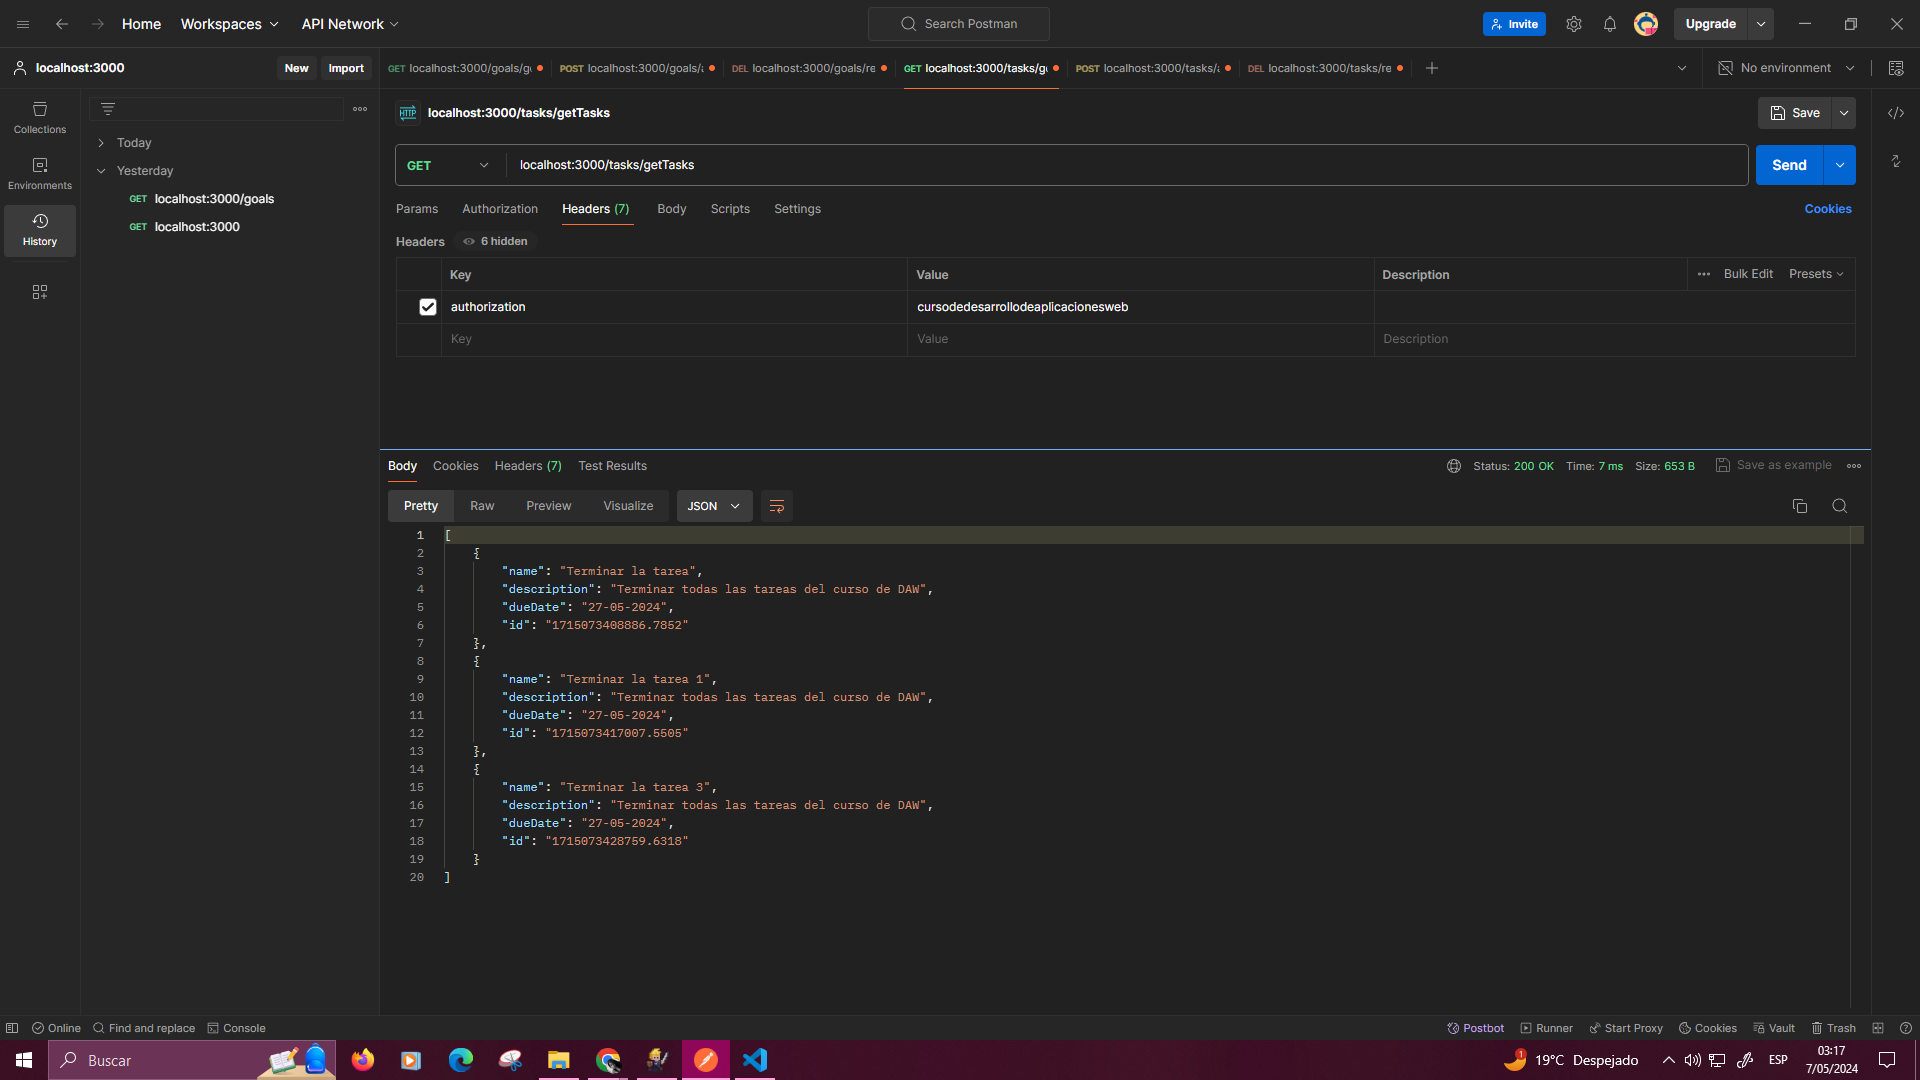 Home Workspaces API Network Search Postman Invite Upgrade
localhost:3000 New Import GET localhost:3000/goals/g POST localhost:3000/goals/ DEL localhost:3000/goals/re GET localhost:3000/tasks/g POST localhost:3000/tasks/ DEL localhost:3000/tasks/re No environment
Collections
Environments
History
Today
Yesterday
GET localhost:3000/goals
GET localhost:3000
HTTP localhost:3000/tasks/getTasks Save
GET localhost:3000/tasks/getTasks Send
Params Authorization Headers (7) Body Scripts Settings Cookies
Headers 6 hidden
Key Value Description Bulk Edit Presets
authorization cursodedesarrollodeaplicacionesweb
Key Value Description
Body Cookies Headers (7) Test Results Status: 200 OK Time: 7 ms Size: 653 B Save as example
Pretty Raw Preview Visualize JSON
1 [
2 {
3 "name": "Terminar la tarea",
4 "description": "Terminar todas las tareas del curso de DAW",
5 "dueDate": "27-05-2024",
6 "id": "1715073408886.7852"
7 },
8 {
9 "name": "Terminar la tarea 1",
10 "description": "Terminar todas las tareas del curso de DAW",
11 "dueDate": "27-05-2024",
12 "id": "1715073417007.5505"
13 },
14 {
15 "name": "Terminar la tarea 3",
16 "description": "Terminar todas las tareas del curso de DAW",
17 "dueDate": "27-05-2024",
18 "id": "1715073428759.6318"
19 }
20 ]
Online Find and replace Console Postbot Runner Start Proxy Cookies Vault Trash
Buscar 1 19°C Despejado ESP 03:17
7/05/2024